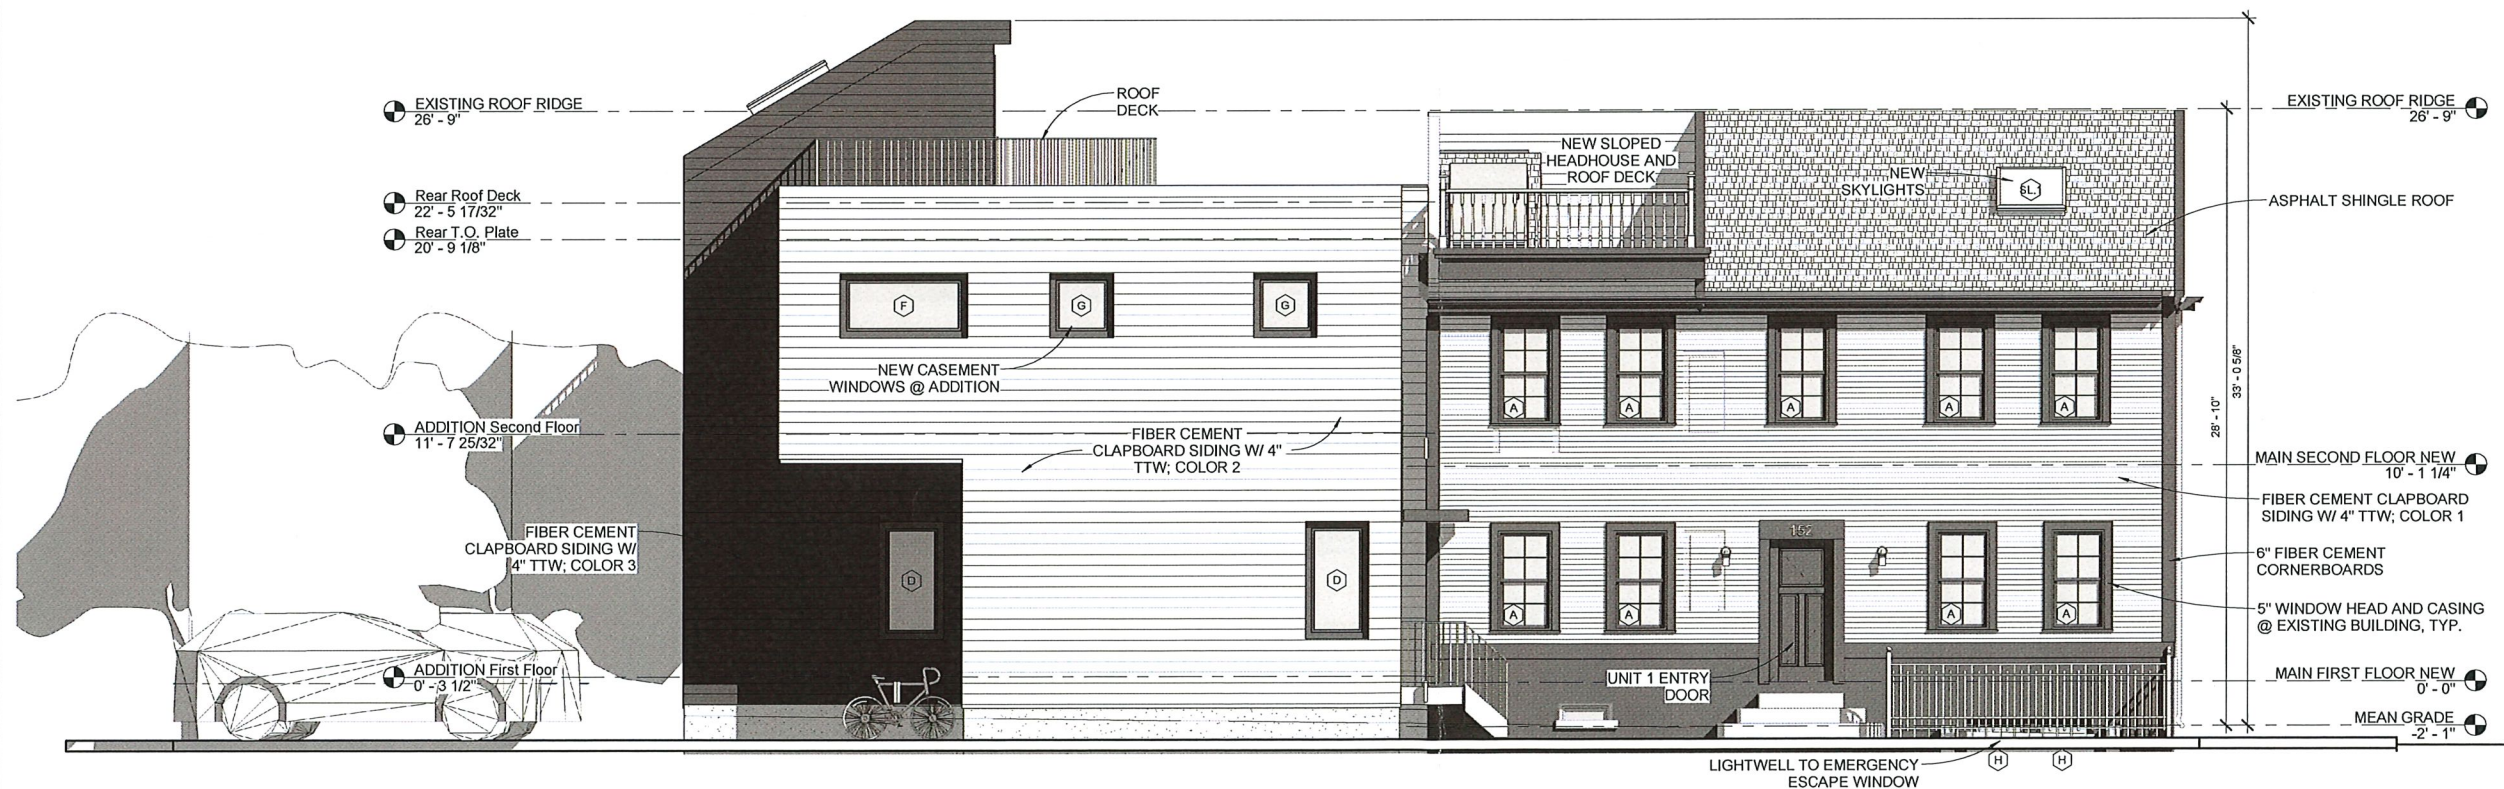 EXISTING ROOF RIDGE
26' - 9"
Rear Roof Deck
22' - 5 17/32"
Rear T.O. Plate
20' - 9 1/8"
ADDITION Second Floor
11' - 7 25/32"
FIBER CEMENT
CLAPBOARD SIDING W/
4" TTW; COLOR 3
ADDITION First Floor
0' - 3 1/2"
ROOF
DECK
F
G
G
NEW CASEMENT
WINDOWS @ ADDITION
FIBER CEMENT
CLAPBOARD SIDING W/ 4"
TTW; COLOR 2
D
D
NEW SLOPED
HEADHOUSE AND
ROOF DECK
NEW
SKYLIGHTS
SL.1
A
A
A
A
A
152
A
A
A
A
UNIT 1 ENTRY
DOOR
LIGHTWELL TO EMERGENCY
ESCAPE WINDOW
H
H
28' - 10"
33' - 0 5/8"
EXISTING ROOF RIDGE
26' - 9"
ASPHALT SHINGLE ROOF
MAIN SECOND FLOOR NEW
10' - 1 1/4"
FIBER CEMENT CLAPBOARD
SIDING W/ 4" TTW; COLOR 1
6" FIBER CEMENT
CORNERBOARDS
5" WINDOW HEAD AND CASING
@ EXISTING BUILDING, TYP.
MAIN FIRST FLOOR NEW
0' - 0"
MEAN GRADE
-2' - 1"